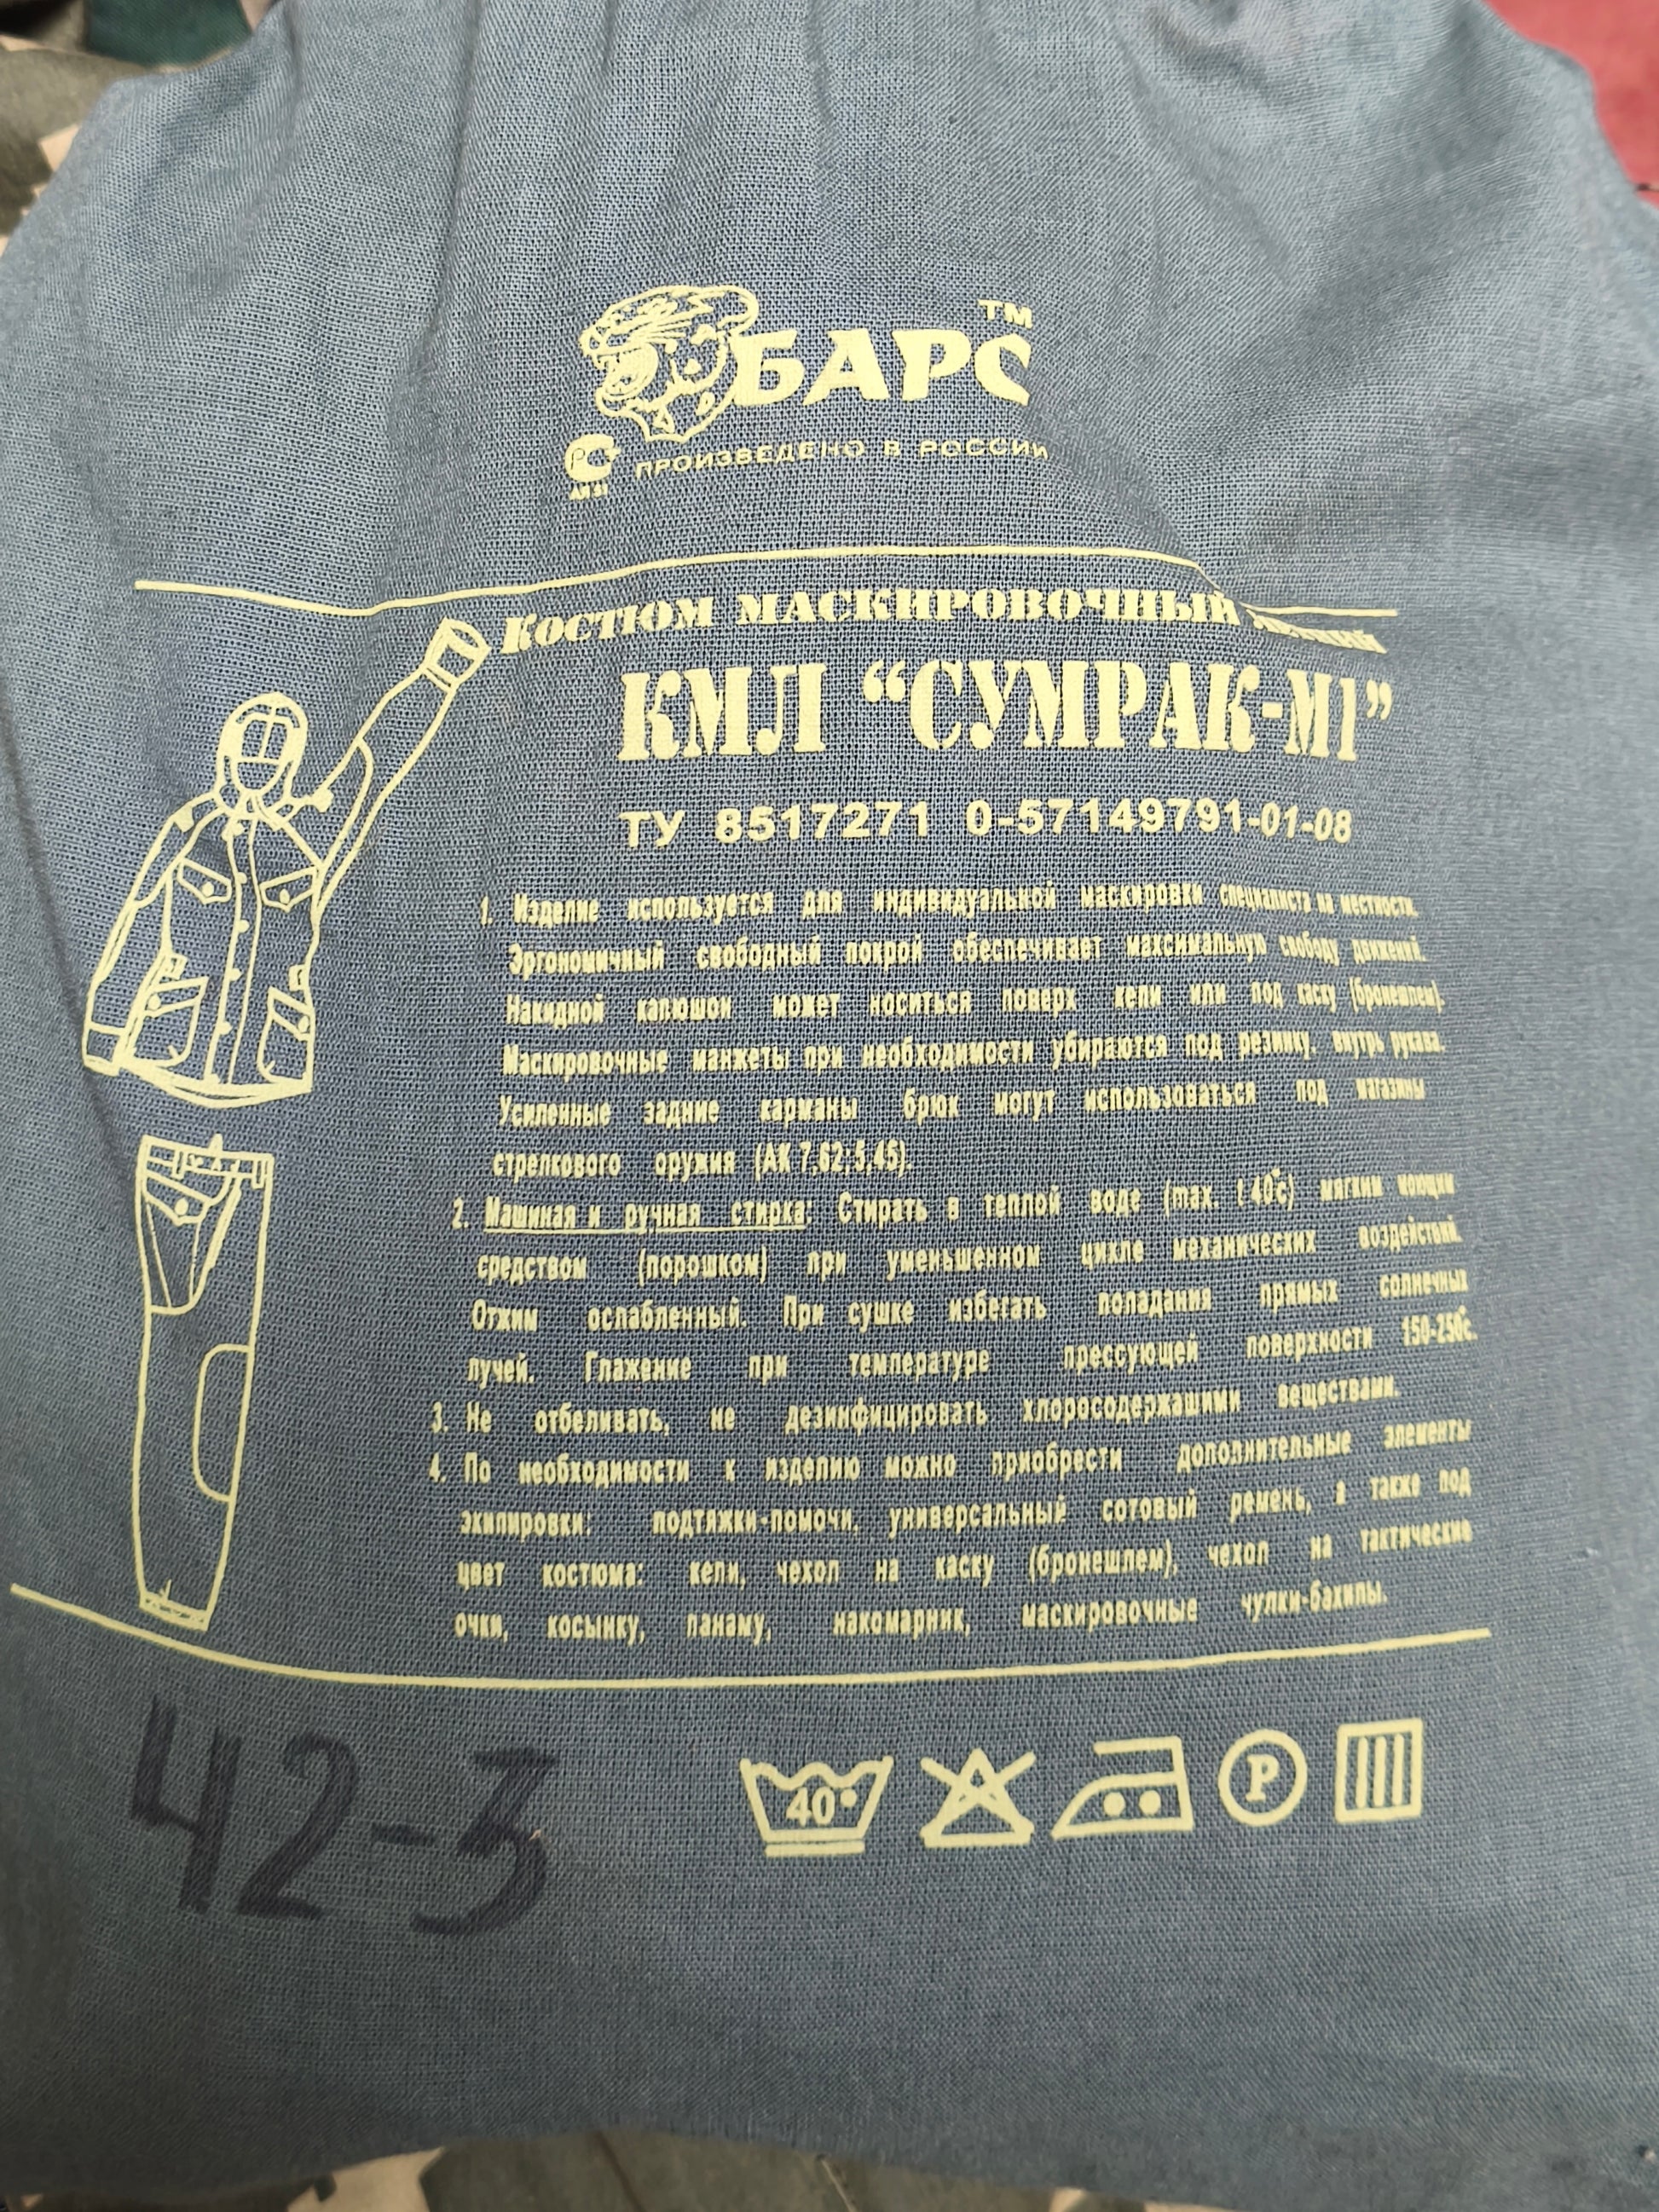 БАРС ТМ
РС
АЯ 51
ПРОИЗВЕДЕНО В РОССИИ
Костюм маскировочный
КМЛ “СУМРАК-М1”
ТУ 8517271 0-57149791-01-08
1. Изделие используется для индивидуальной маскировки специалиста на местности.
Эргономичный свободный покрой обеспечивает максимальную свободу движений.
Накидной капюшон может носиться поверх кепи или под каску (бронешлем).
Маскировочные манжеты при необходимости убираются под резинку, внутрь рукава.
Усиленные задние карманы брюк могут использоваться под магазины
стрелкового оружия (АК 7,62;5,45).
2. Машиная и ручная стирка: Стирать в теплой воде (max. t 40°с) мягким моющим
средством (порошком) при уменьшенном цикле механических воздействий.
Отжим ослабленный. При сушке избегать попадания прямых солнечных
лучей. Глажение при температуре прессующей поверхности 150-250°с.
3. Не отбеливать, не дезинфицировать хлоросодержашими веществами.
4. По необходимости к изделию можно приобрести дополнительные элементы
экипировки: подтяжки-помочи, универсальный сотовый ремень, а также под
цвет костюма: кепи, чехол на каску (бронешлем), чехол на тактические
очки, косынку, панаму, накомарник, маскировочные чулки-бахилы.
42-3
40°
P